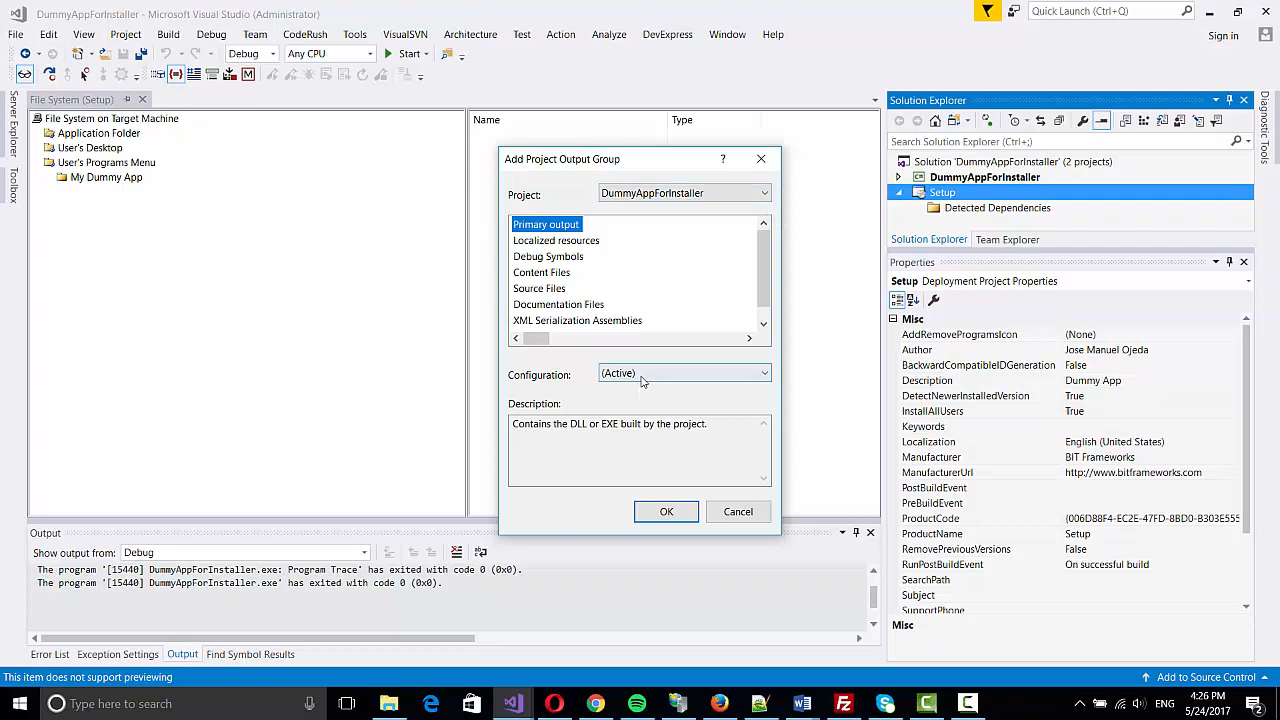 DummyAppForInstaller - Microsoft Visual Studio (Administrator)
Quick Launch (Ctrl+Q)
File Edit View Project Build Debug Team CodeRush Tools VisualSVN Architecture Test Action Analyze DevExpress Window Help
Sign in
Debug Any CPU Start
Server Explorer
Toolbox
File System (Setup)
File System on Target Machine
Application Folder
User's Desktop
User's Programs Menu
My Dummy App
Name Type
Add Project Output Group ?
Project: DummyAppForInstaller
Primary output
Localized resources
Debug Symbols
Content Files
Source Files
Documentation Files
XML Serialization Assemblies
Configuration: (Active)
Description:
Contains the DLL or EXE built by the project.
OK Cancel
Solution Explorer
Search Solution Explorer (Ctrl+;)
Solution 'DummyAppForInstaller' (2 projects)
DummyAppForInstaller
Setup
Detected Dependencies
Solution Explorer Team Explorer
Diagnostic Tools
Properties
Setup Deployment Project Properties
Misc
AddRemoveProgramsIcon (None)
Author Jose Manuel Ojeda
BackwardCompatibleIDGeneration False
Description Dummy App
DetectNewerInstalledVersion True
InstallAllUsers True
Keywords
Localization English (United States)
Manufacturer BIT Frameworks
ManufacturerUrl http://www.bitframeworks.com
PostBuildEvent
PreBuildEvent
ProductCode
ProductName Setup
RemovePreviousVersions False
RunPostBuildEvent On successful build
SearchPath
Subject
SupportPhone
Misc
Output
Show output from: Debug
The program '[15440] DummyAppForInstaller.exe: Program Trace' has exited with code 0 (0x0).
The program '[15440] DummyAppForInstaller.exe' has exited with code 0 (0x0).
Error List Exception Settings Output Find Symbol Results
This item does not support previewing
Add to Source Control
Type here to search
ENG
4:26 PM
5/24/2017